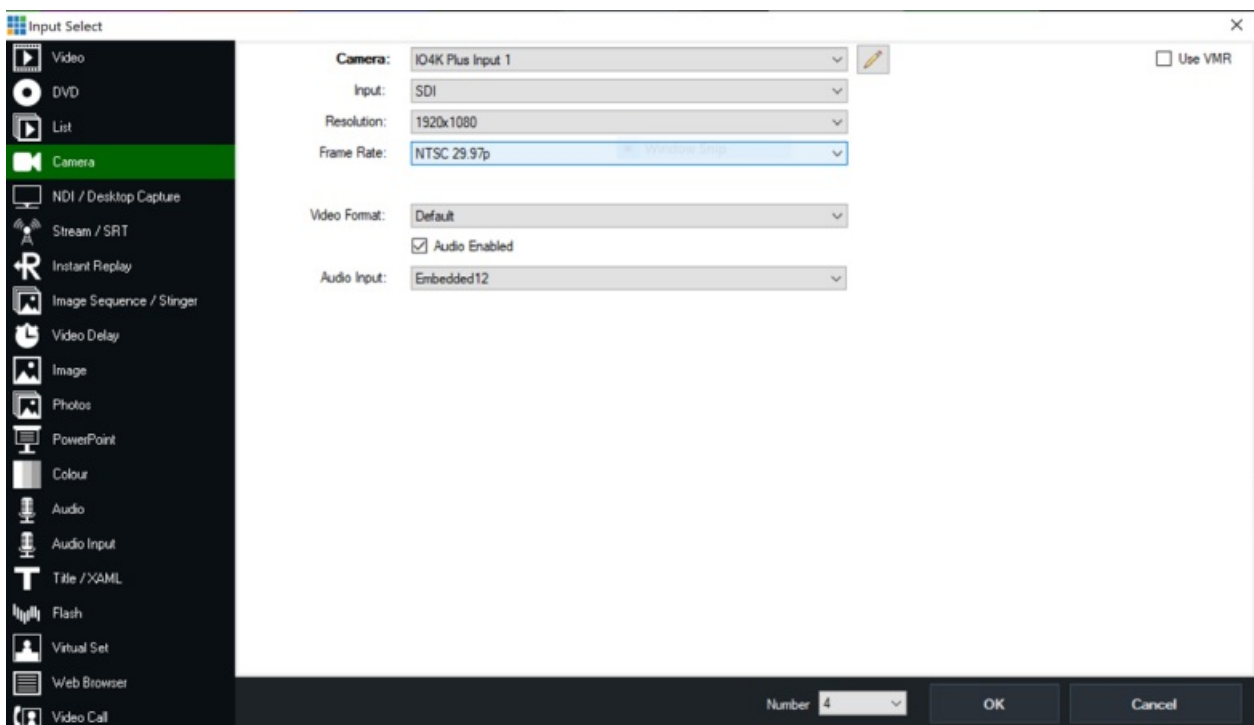 Input Select
Video
DVD
List
Camera
NDI / Desktop Capture
Stream / SRT
Instant Replay
Image Sequence / Stinger
Video Delay
Image
Photos
PowerPoint
Colour
Audio
Audio Input
Title / XAML
Flash
Virtual Set
Web Browser
Video Call
Camera: IO4K Plus Input 1
Use VMR
Input: SDI
Resolution: 1920x1080
Frame Rate: NTSC 29.97p
Window Snip
Video Format: Default
Audio Enabled
Audio Input: Embedded12
Number 4
OK
Cancel